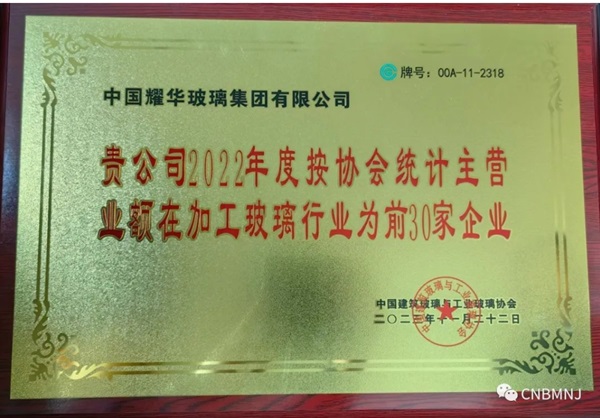 牌号：00A-11-2318
中国耀华玻璃集团有限公司
贵公司2022年度按协会统计主营
业额在加工玻璃行业为前30家企业
中国建筑玻璃与工业玻璃协会
二〇二三年十一月二十二日
CNBMNJ